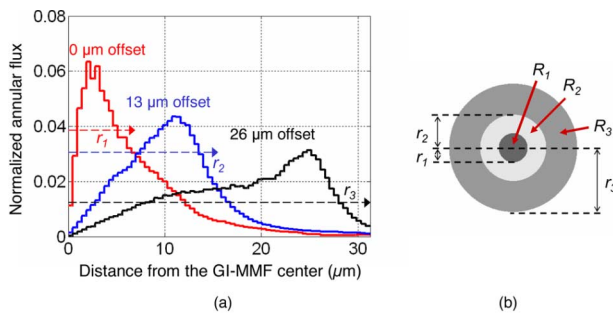 (a)
0 µm offset
13 µm offset
26 µm offset
r1
r2
r3
Normalized annular flux
0.08
0.06
0.04
0.02
0
0
10
20
30
Distance from the GI-MMF center (µm)
(a)
R1
R2
R3
r2
r1
r3
(b)